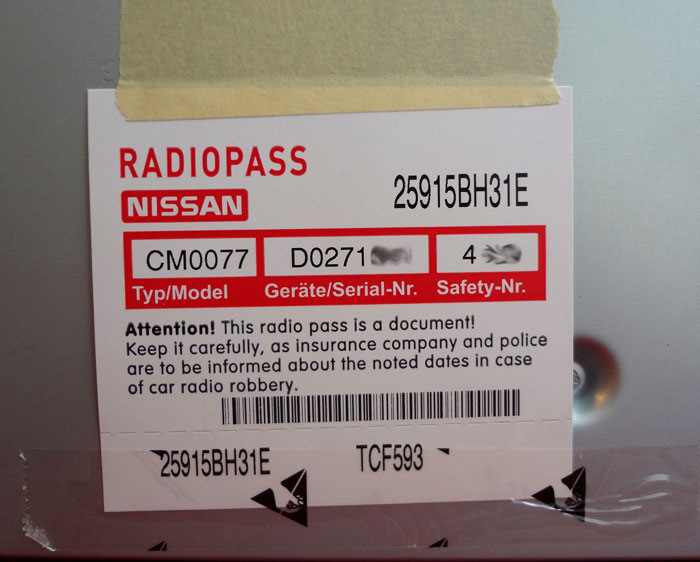 RADIOPASS
NISSAN
25915BH31E
CM0077 D0271 4
Typ/Model Geräte/Serial-Nr. Safety-Nr.
Attention! This radio pass is a document!
Keep it carefully, as insurance company and police
are to be informed about the noted dates in case
of car radio robbery.
25915BH31E TCF593